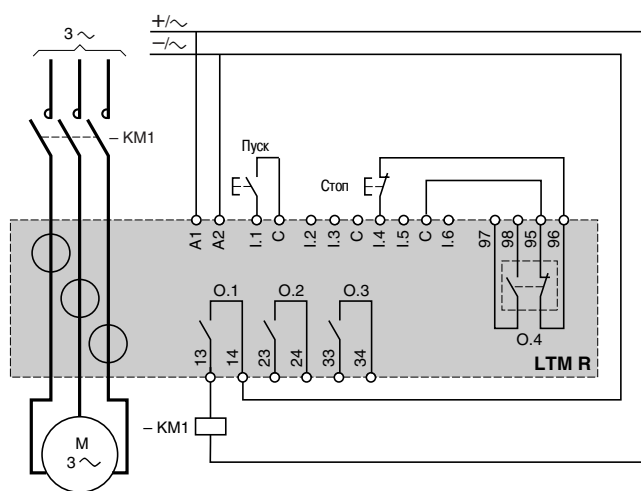 3 ∼
+/∼
−/∼
– KM1
Пуск
Стоп
A1 A2 I.1 C I.2 I.3 C I.4 I.5 C I.6 97 98 95 96
O.1 O.2 O.3
O.4
13 14 23 24 33 34
LTM R
– KM1
M
3 ∼